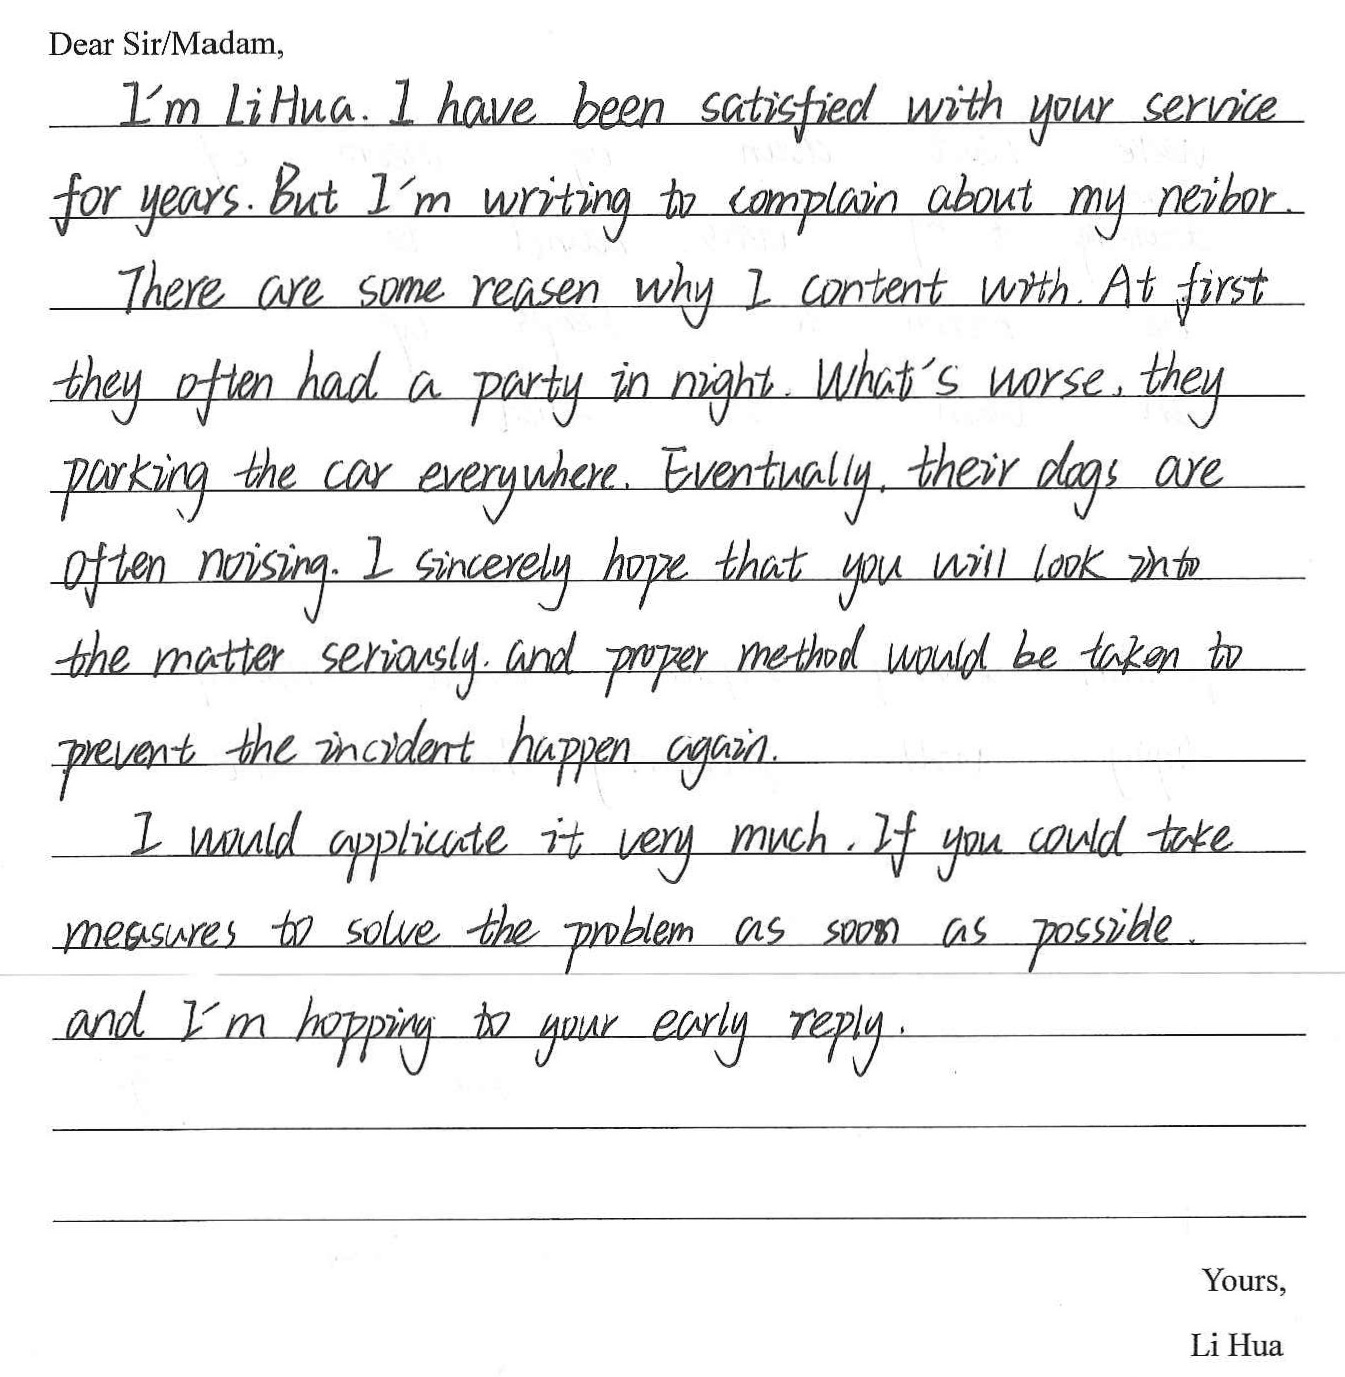 Dear Sir/Madam,
I'm Li Hua. I have been satisfied with your service
for years. But I'm writing to complain about my neibor.
There are some reasen why I content with. At first
they often had a party in night. What's worse, they
parking the car everywhere. Eventually, their dogs are
often noising. I sincerely hope that you will look into
the matter seriously. and proper method would be taken to
prevent the incident happen again.
I would applicate it very much. If you could take
measures to solve the problem as soon as possible.
and I'm hopping to your early reply.
Yours,
Li Hua